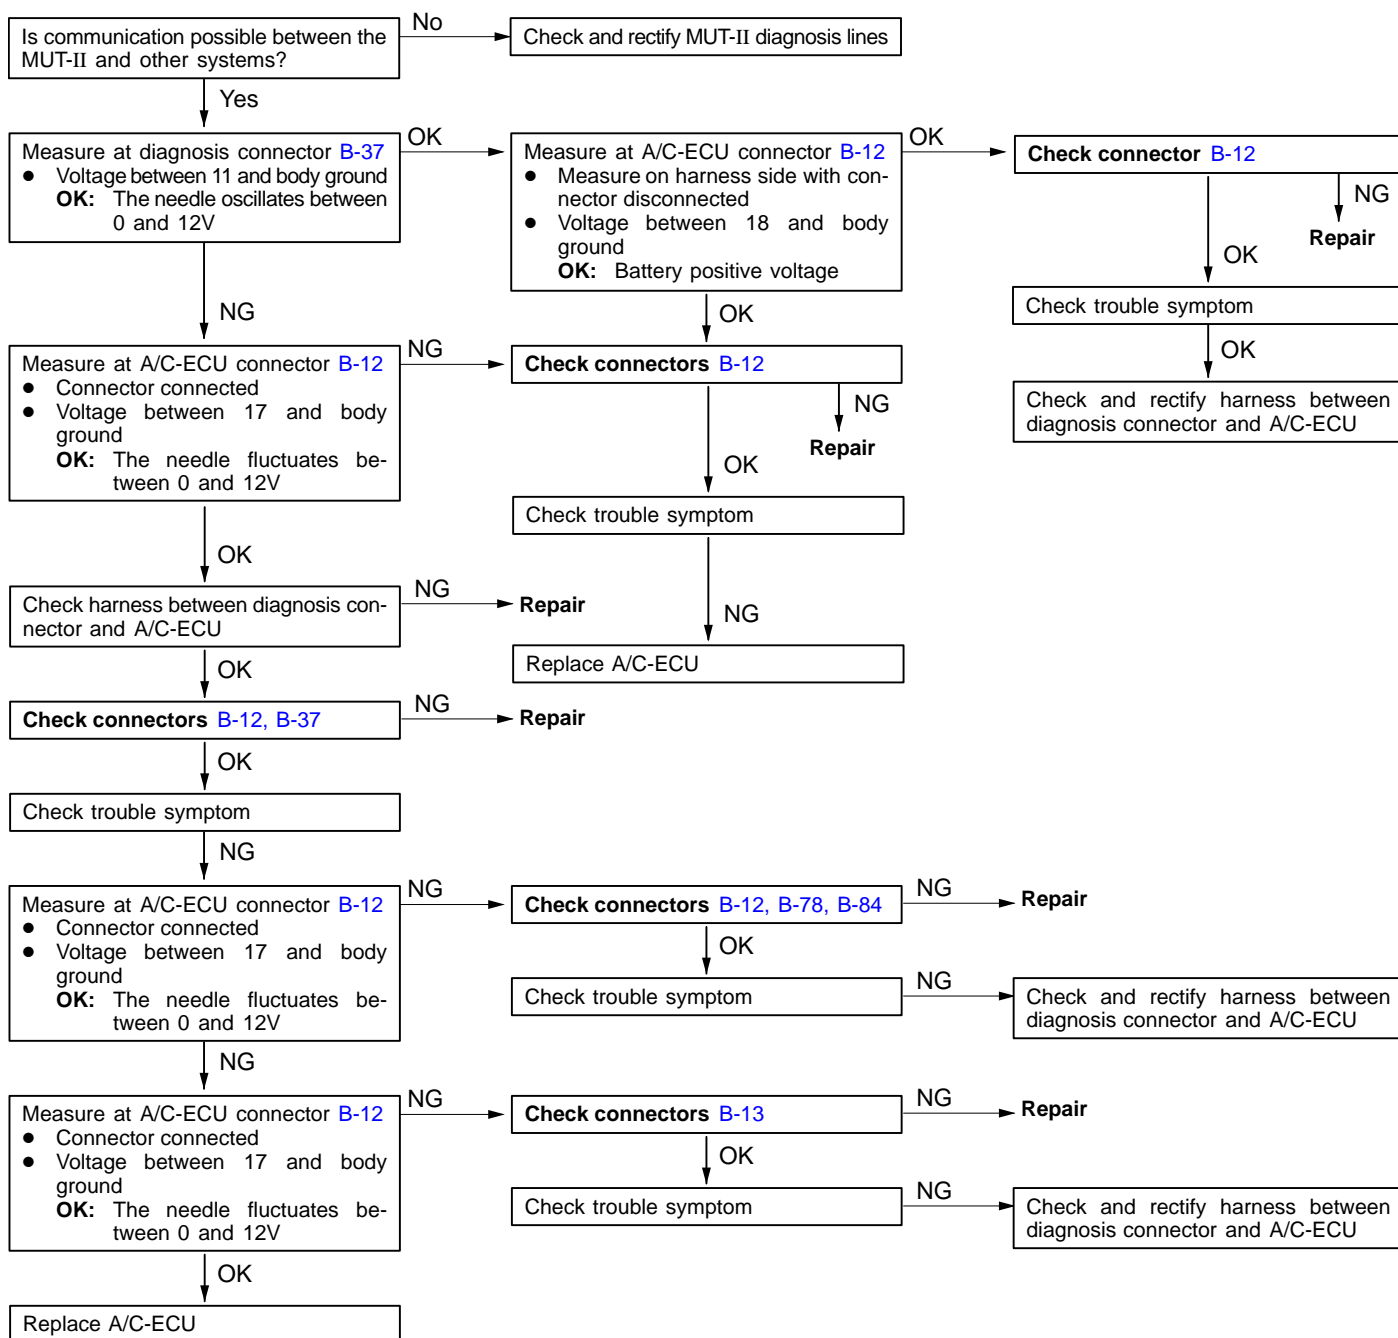 Is communication possible between the
MUT-II and other systems?
No
Check and rectify MUT-II diagnosis lines
Yes
Measure at diagnosis connector B-37
● Voltage between 11 and body ground
OK: The needle oscillates between
0 and 12V
OK
Measure at A/C-ECU connector B-12
● Measure on harness side with con-
nector disconnected
● Voltage between 18 and body
ground
OK: Battery positive voltage
OK
Check connector B-12
NG
Repair
OK
Check trouble symptom
OK
Check and rectify harness between
diagnosis connector and A/C-ECU
NG
OK
Measure at A/C-ECU connector B-12
● Connector connected
● Voltage between 17 and body
ground
OK: The needle fluctuates be-
tween 0 and 12V
NG
Check connectors B-12
NG
Repair
OK
Check trouble symptom
NG
Replace A/C-ECU
OK
Check harness between diagnosis con-
nector and A/C-ECU
NG
Repair
OK
Check connectors B-12, B-37
NG
Repair
OK
Check trouble symptom
NG
Measure at A/C-ECU connector B-12
● Connector connected
● Voltage between 17 and body
ground
OK: The needle fluctuates be-
tween 0 and 12V
NG
Check connectors B-12, B-78, B-84
NG
Repair
OK
Check trouble symptom
NG
Check and rectify harness between
diagnosis connector and A/C-ECU
NG
Measure at A/C-ECU connector B-12
● Connector connected
● Voltage between 17 and body
ground
OK: The needle fluctuates be-
tween 0 and 12V
NG
Check connectors B-13
NG
Repair
OK
Check trouble symptom
NG
Check and rectify harness between
diagnosis connector and A/C-ECU
OK
Replace A/C-ECU